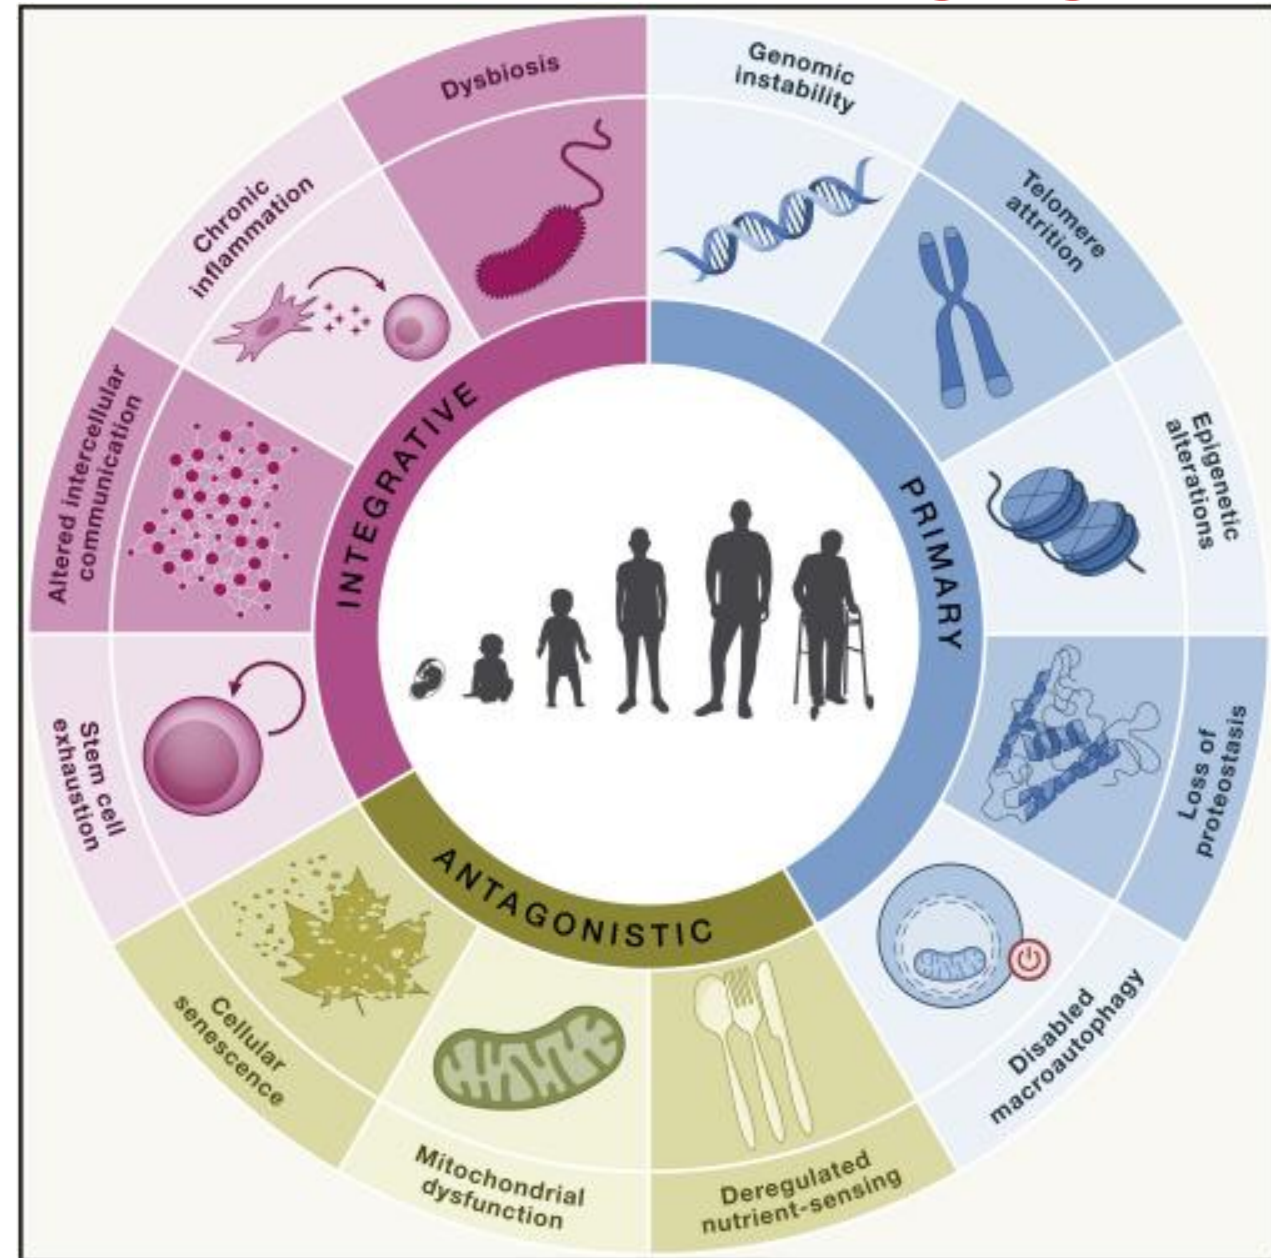 Dysbiosis
Genomic
instability
Telomere
attrition
Epigenetic
alterations
Loss of
proteostasis
Disabled
macroautophagy
Deregulated
nutrient-sensing
Mitochondrial
dysfunction
Cellular
senescence
Stem cell
exhaustion
Altered intercellular
communication
Chronic
inflammation
INTEGRATIVE
PRIMARY
ANTAGONISTIC